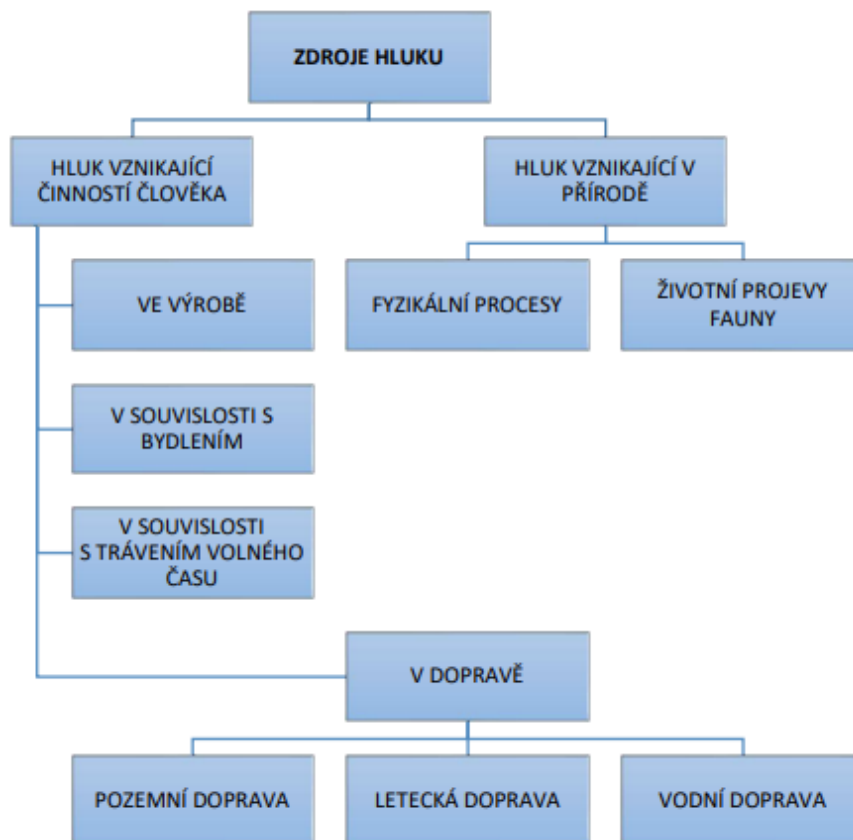 ZDROJE HLUKU
HLUK VZNIKAJÍCÍ
ČINNOSTÍ ČLOVĚKA
HLUK VZNIKAJÍCÍ V
PŘÍRODĚ
VE VÝROBĚ
FYZIKÁLNÍ PROCESY
ŽIVOTNÍ PROJEVY
FAUNY
V SOUVISLOSTI S
BYDLENÍM
V SOUVISLOSTI
S TRÁVENÍM VOLNÉHO
ČASU
V DOPRAVĚ
POZEMNÍ DOPRAVA
LETECKÁ DOPRAVA
VODNÍ DOPRAVA